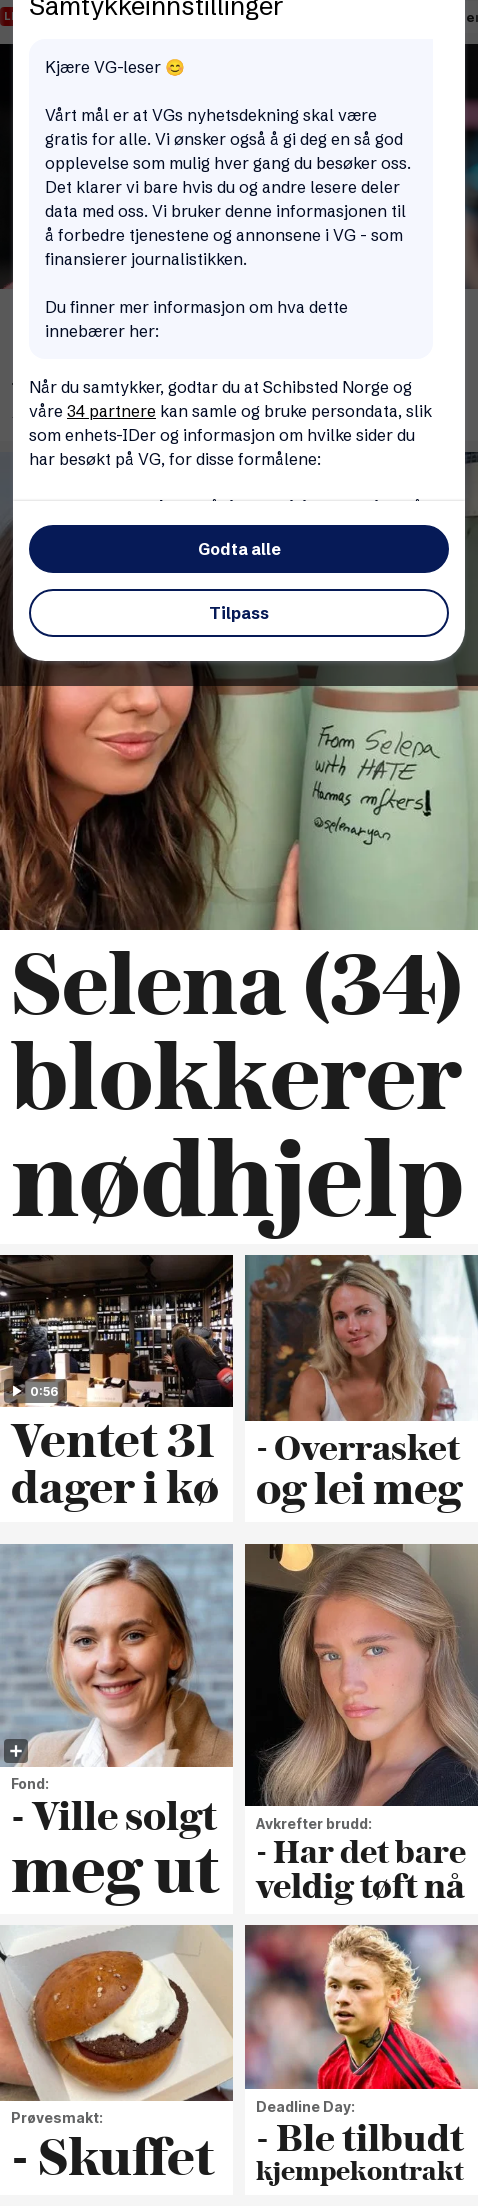 Samtykkeinnstillinger
Kjære VG-leser 😊
Vårt mål er at VGs nyhetsdekning skal være
gratis for alle. Vi ønsker også å gi deg en så god
opplevelse som mulig hver gang du besøker oss.
Det klarer vi bare hvis du og andre lesere deler
data med oss. Vi bruker denne informasjonen til
å forbedre tjenestene og annonsene i VG - som
finansierer journalistikken.
Du finner mer informasjon om hva dette
innebærer her:
Når du samtykker, godtar du at Schibsted Norge og
våre 34 partnere kan samle og bruke persondata, slik
som enhets-IDer og informasjon om hvilke sider du
har besøkt på VG, for disse formålene:
Godta alle
Tilpass
From Selena
with HATE
Hamas mfkers!
@selenaryan
Selena (34)
blokkerer
nødhjelp
0:56
Ventet 31
dager i kø
- Overrasket
og lei meg
Fond:
- Ville solgt
meg ut
Avkrefter brudd:
- Har det bare
veldig tøft nå
Prøvesmakt:
- Skuffet
Deadline Day:
- Ble tilbudt
kjempekontrakt